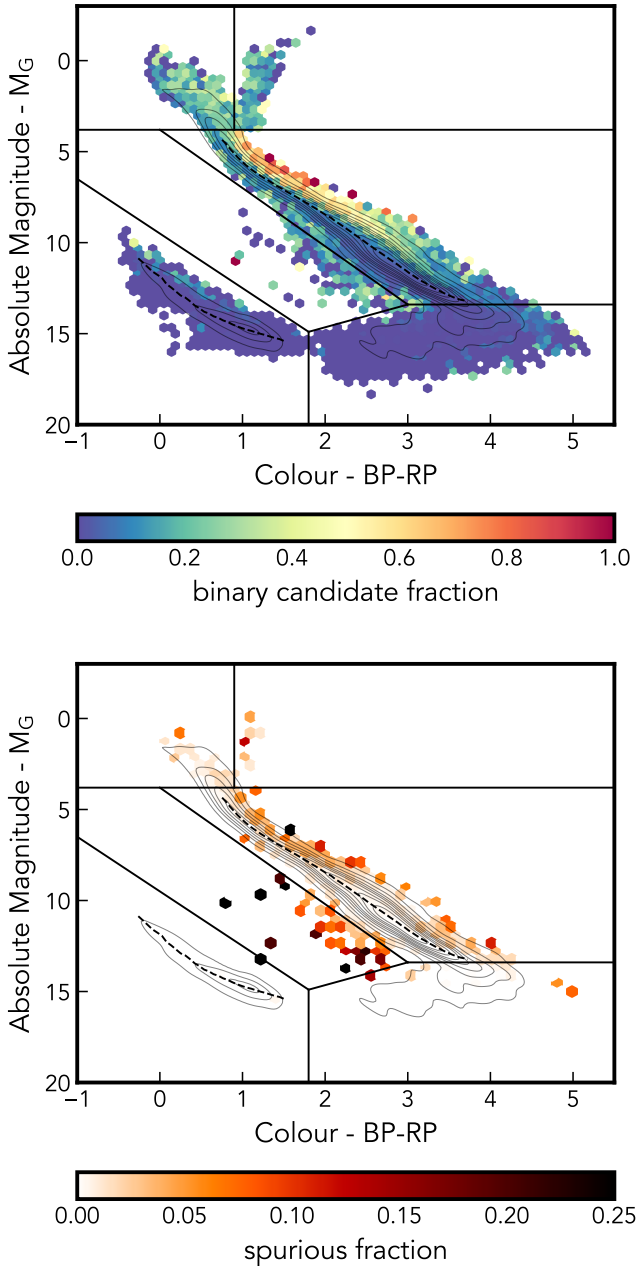 0
5
10
15
20
Absolute Magnitude - M_G
−1 0 1 2 3 4 5
Colour - BP-RP
0.0 0.2 0.4 0.6 0.8 1.0
binary candidate fraction
0
5
10
15
20
Absolute Magnitude - M_G
−1 0 1 2 3 4 5
Colour - BP-RP
0.00 0.05 0.10 0.15 0.20 0.25
spurious fraction